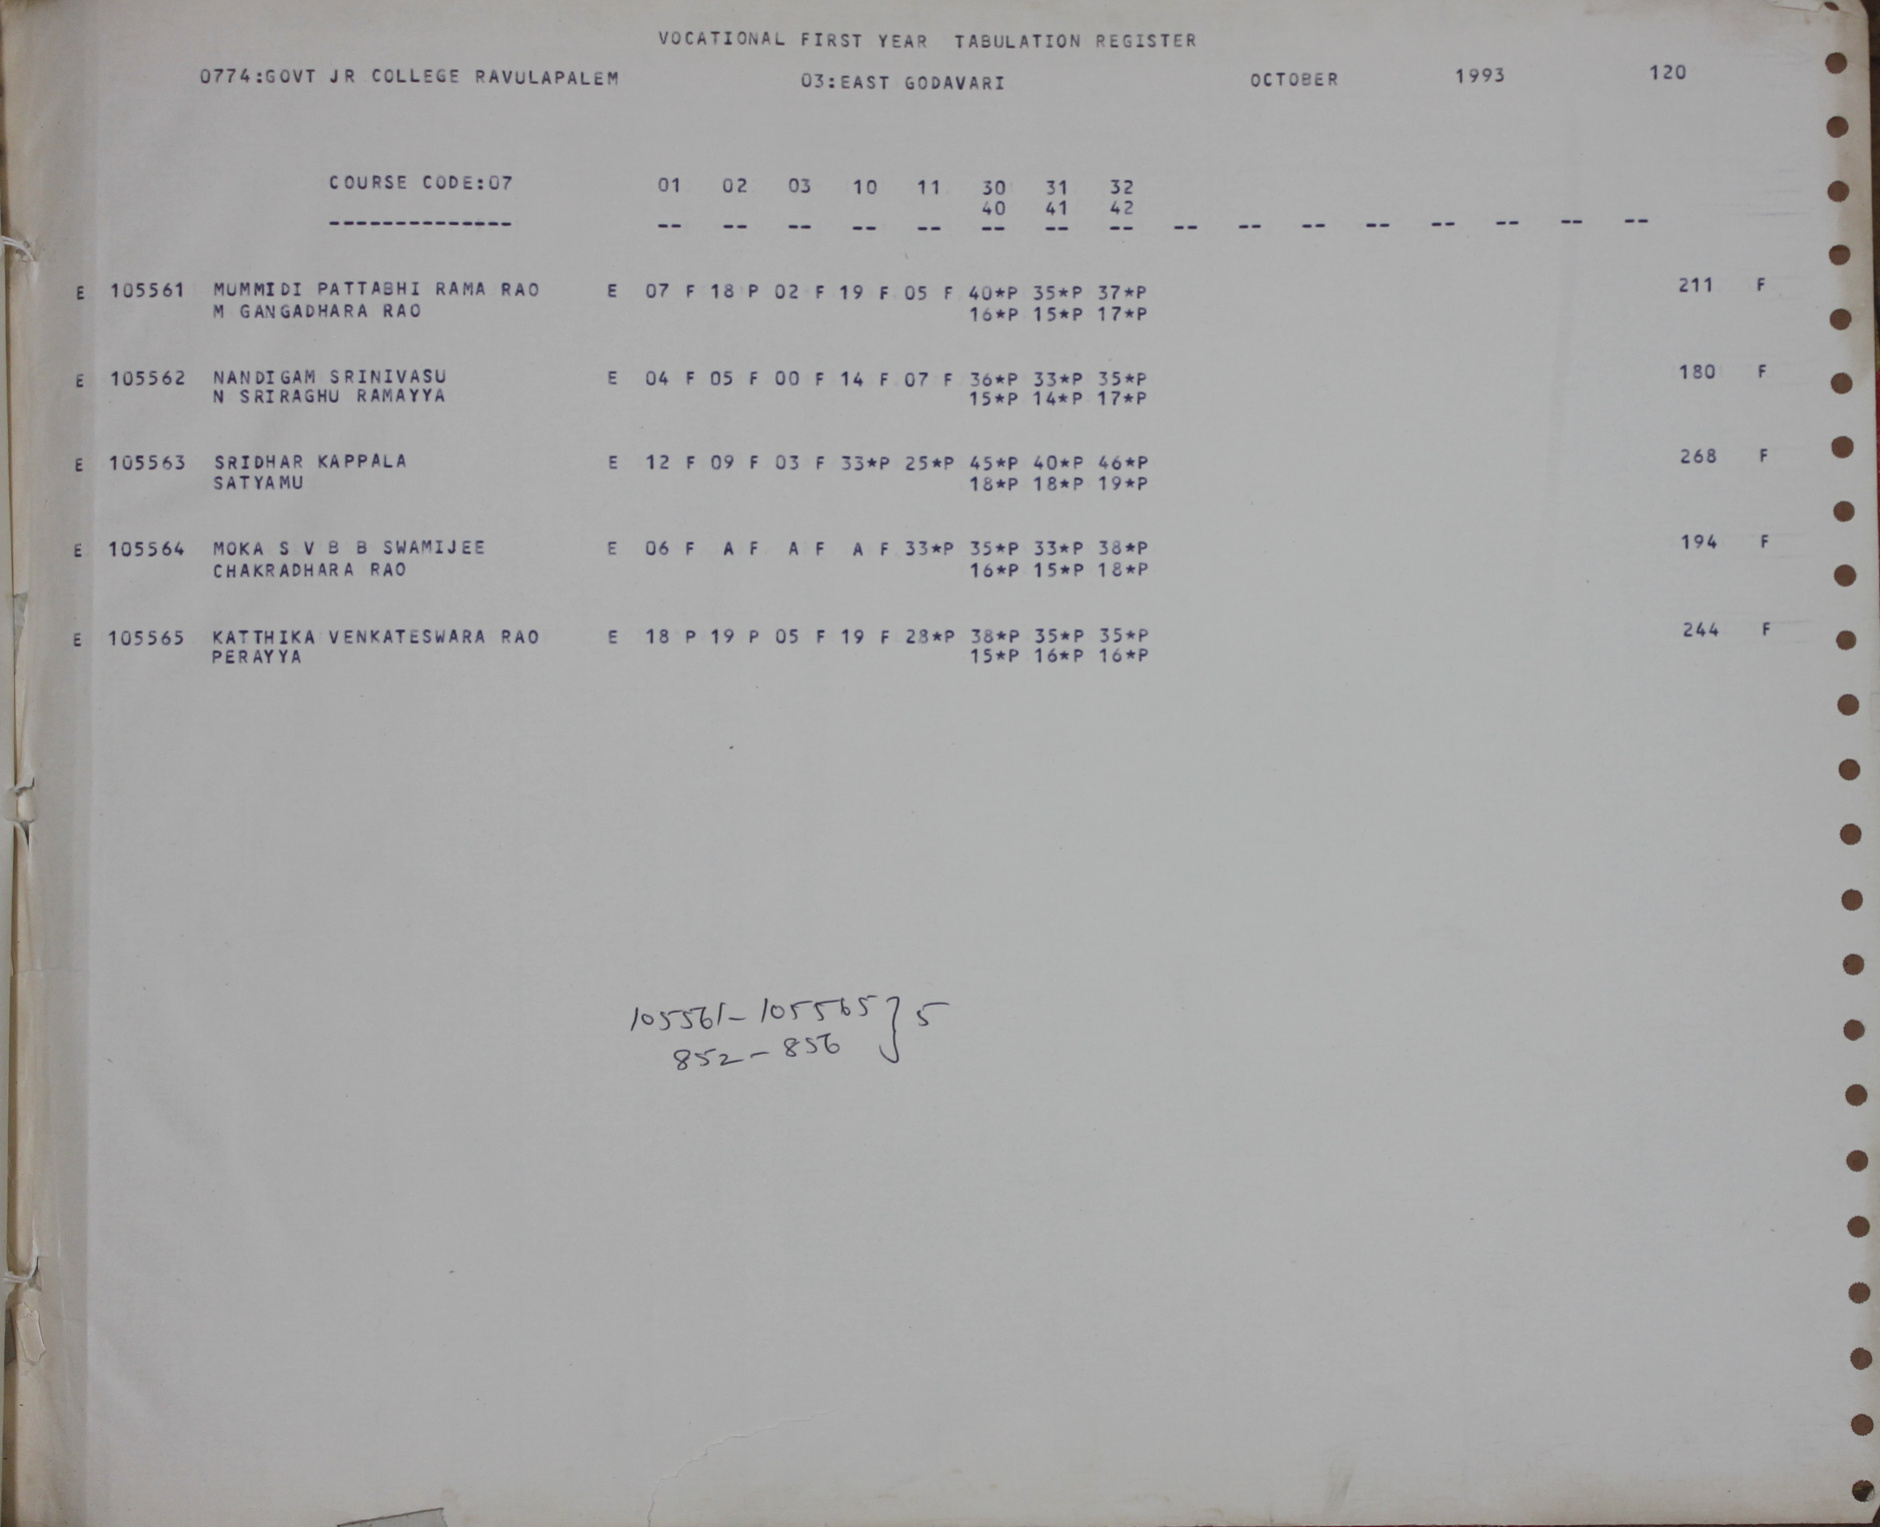 VOCATIONAL FIRST YEAR TABULATION REGISTER
0774:GOVT JR COLLEGE RAVULAPALEM 03:EAST GODAVARI OCTOBER 1993 120
COURSE CODE:07 01 02 03 10 11 30 31 32
40 41 42
-------------- -- -- -- -- -- -- -- -- -- -- -- -- -- -- -- --
E 105561 MUMMIDI PATTABHI RAMA RAO E 07 F 18 P 02 F 19 F 05 F 40*P 35*P 37*P 211 F
M GANGADHARA RAO 16*P 15*P 17*P
E 105562 NANDIGAM SRINIVASU E 04 F 05 F 00 F 14 F 07 F 36*P 33*P 35*P 180 F
N SRIRAGHU RAMAYYA 15*P 14*P 17*P
E 105563 SRIDHAR KAPPALA E 12 F 09 F 03 F 33*P 25*P 45*P 40*P 46*P 268 F
SATYAMU 18*P 18*P 19*P
E 105564 MOKA S V B B SWAMIJEE E 06 F A F A F A F 33*P 35*P 33*P 38*P 194 F
CHAKRADHARA RAO 16*P 15*P 18*P
E 105565 KATTHIKA VENKATESWARA RAO E 18 P 19 P 05 F 19 F 28*P 38*P 35*P 35*P 244 F
PERAYYA 15*P 16*P 16*P
105561-105565 } 5
852-856